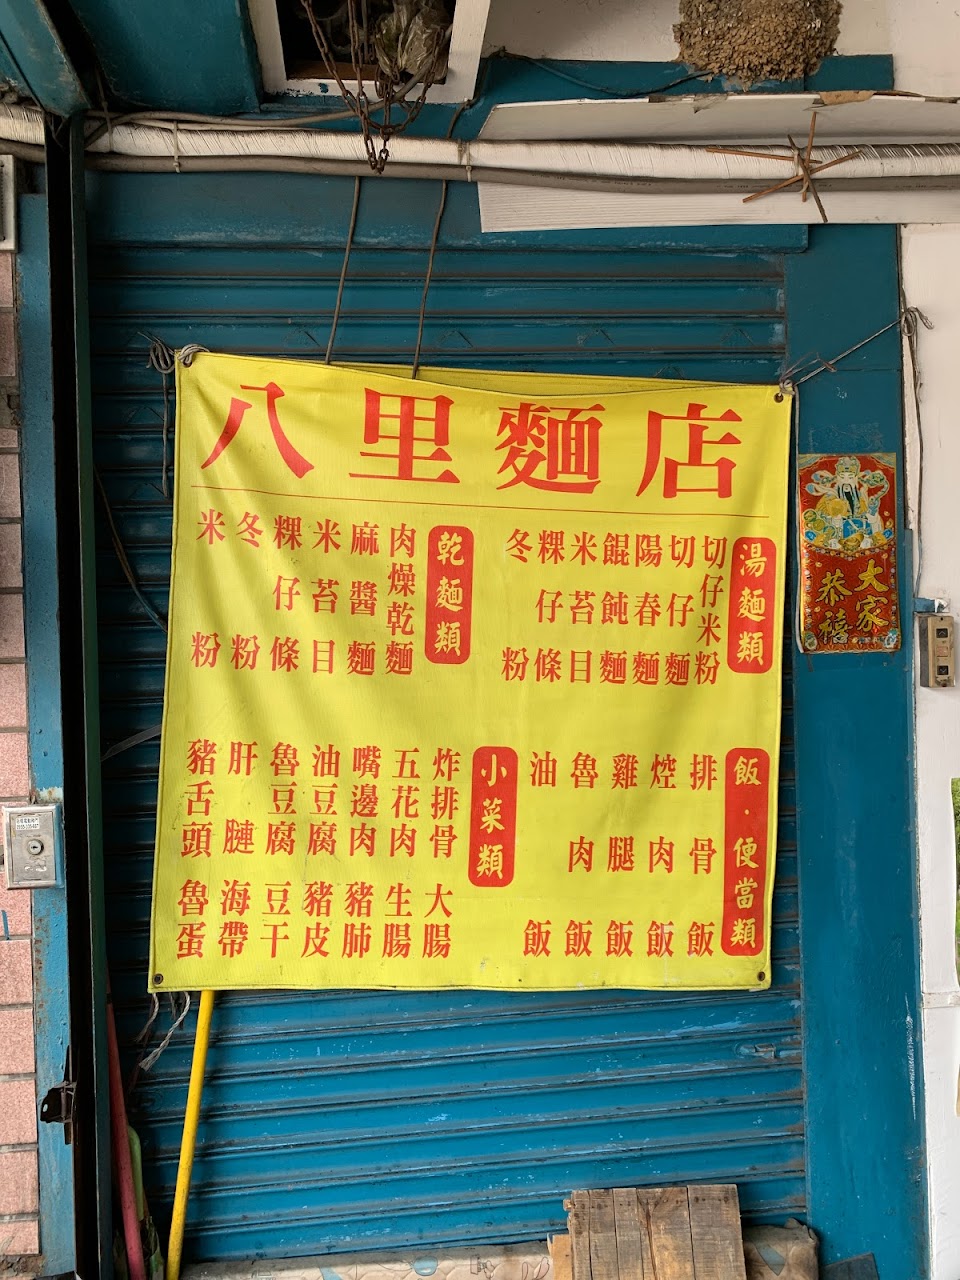 八里麵店
湯麵類
切仔米粉
切仔麵
陽春麵
餛飩麵
米苔目
粿仔條
冬粉
乾麵類
肉燥乾麵
麻醬麵
米苔目
粿仔條
冬粉
米粉
飯·便當類
排骨飯
焢肉飯
雞腿飯
魯肉飯
油飯
小菜類
炸排骨
五花肉
嘴邊肉
油豆腐
魯豆腐
肝
豬舌頭
大腸
生腸
豬肺
豬皮
豆干
海帶
魯蛋
大家
恭禧